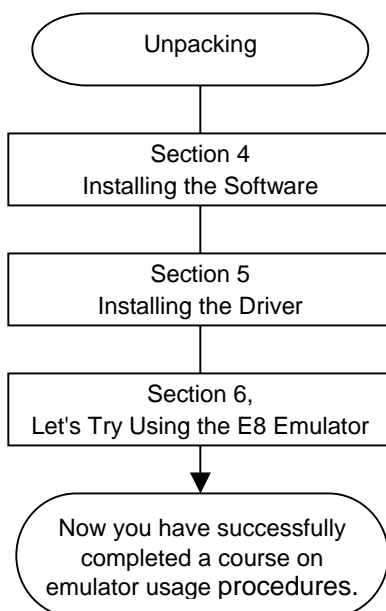 Unpacking
Section 4
Installing the Software
Section 5
Installing the Driver
Section 6,
Let's Try Using the E8 Emulator
Now you have successfully
completed a course on
emulator usage procedures.